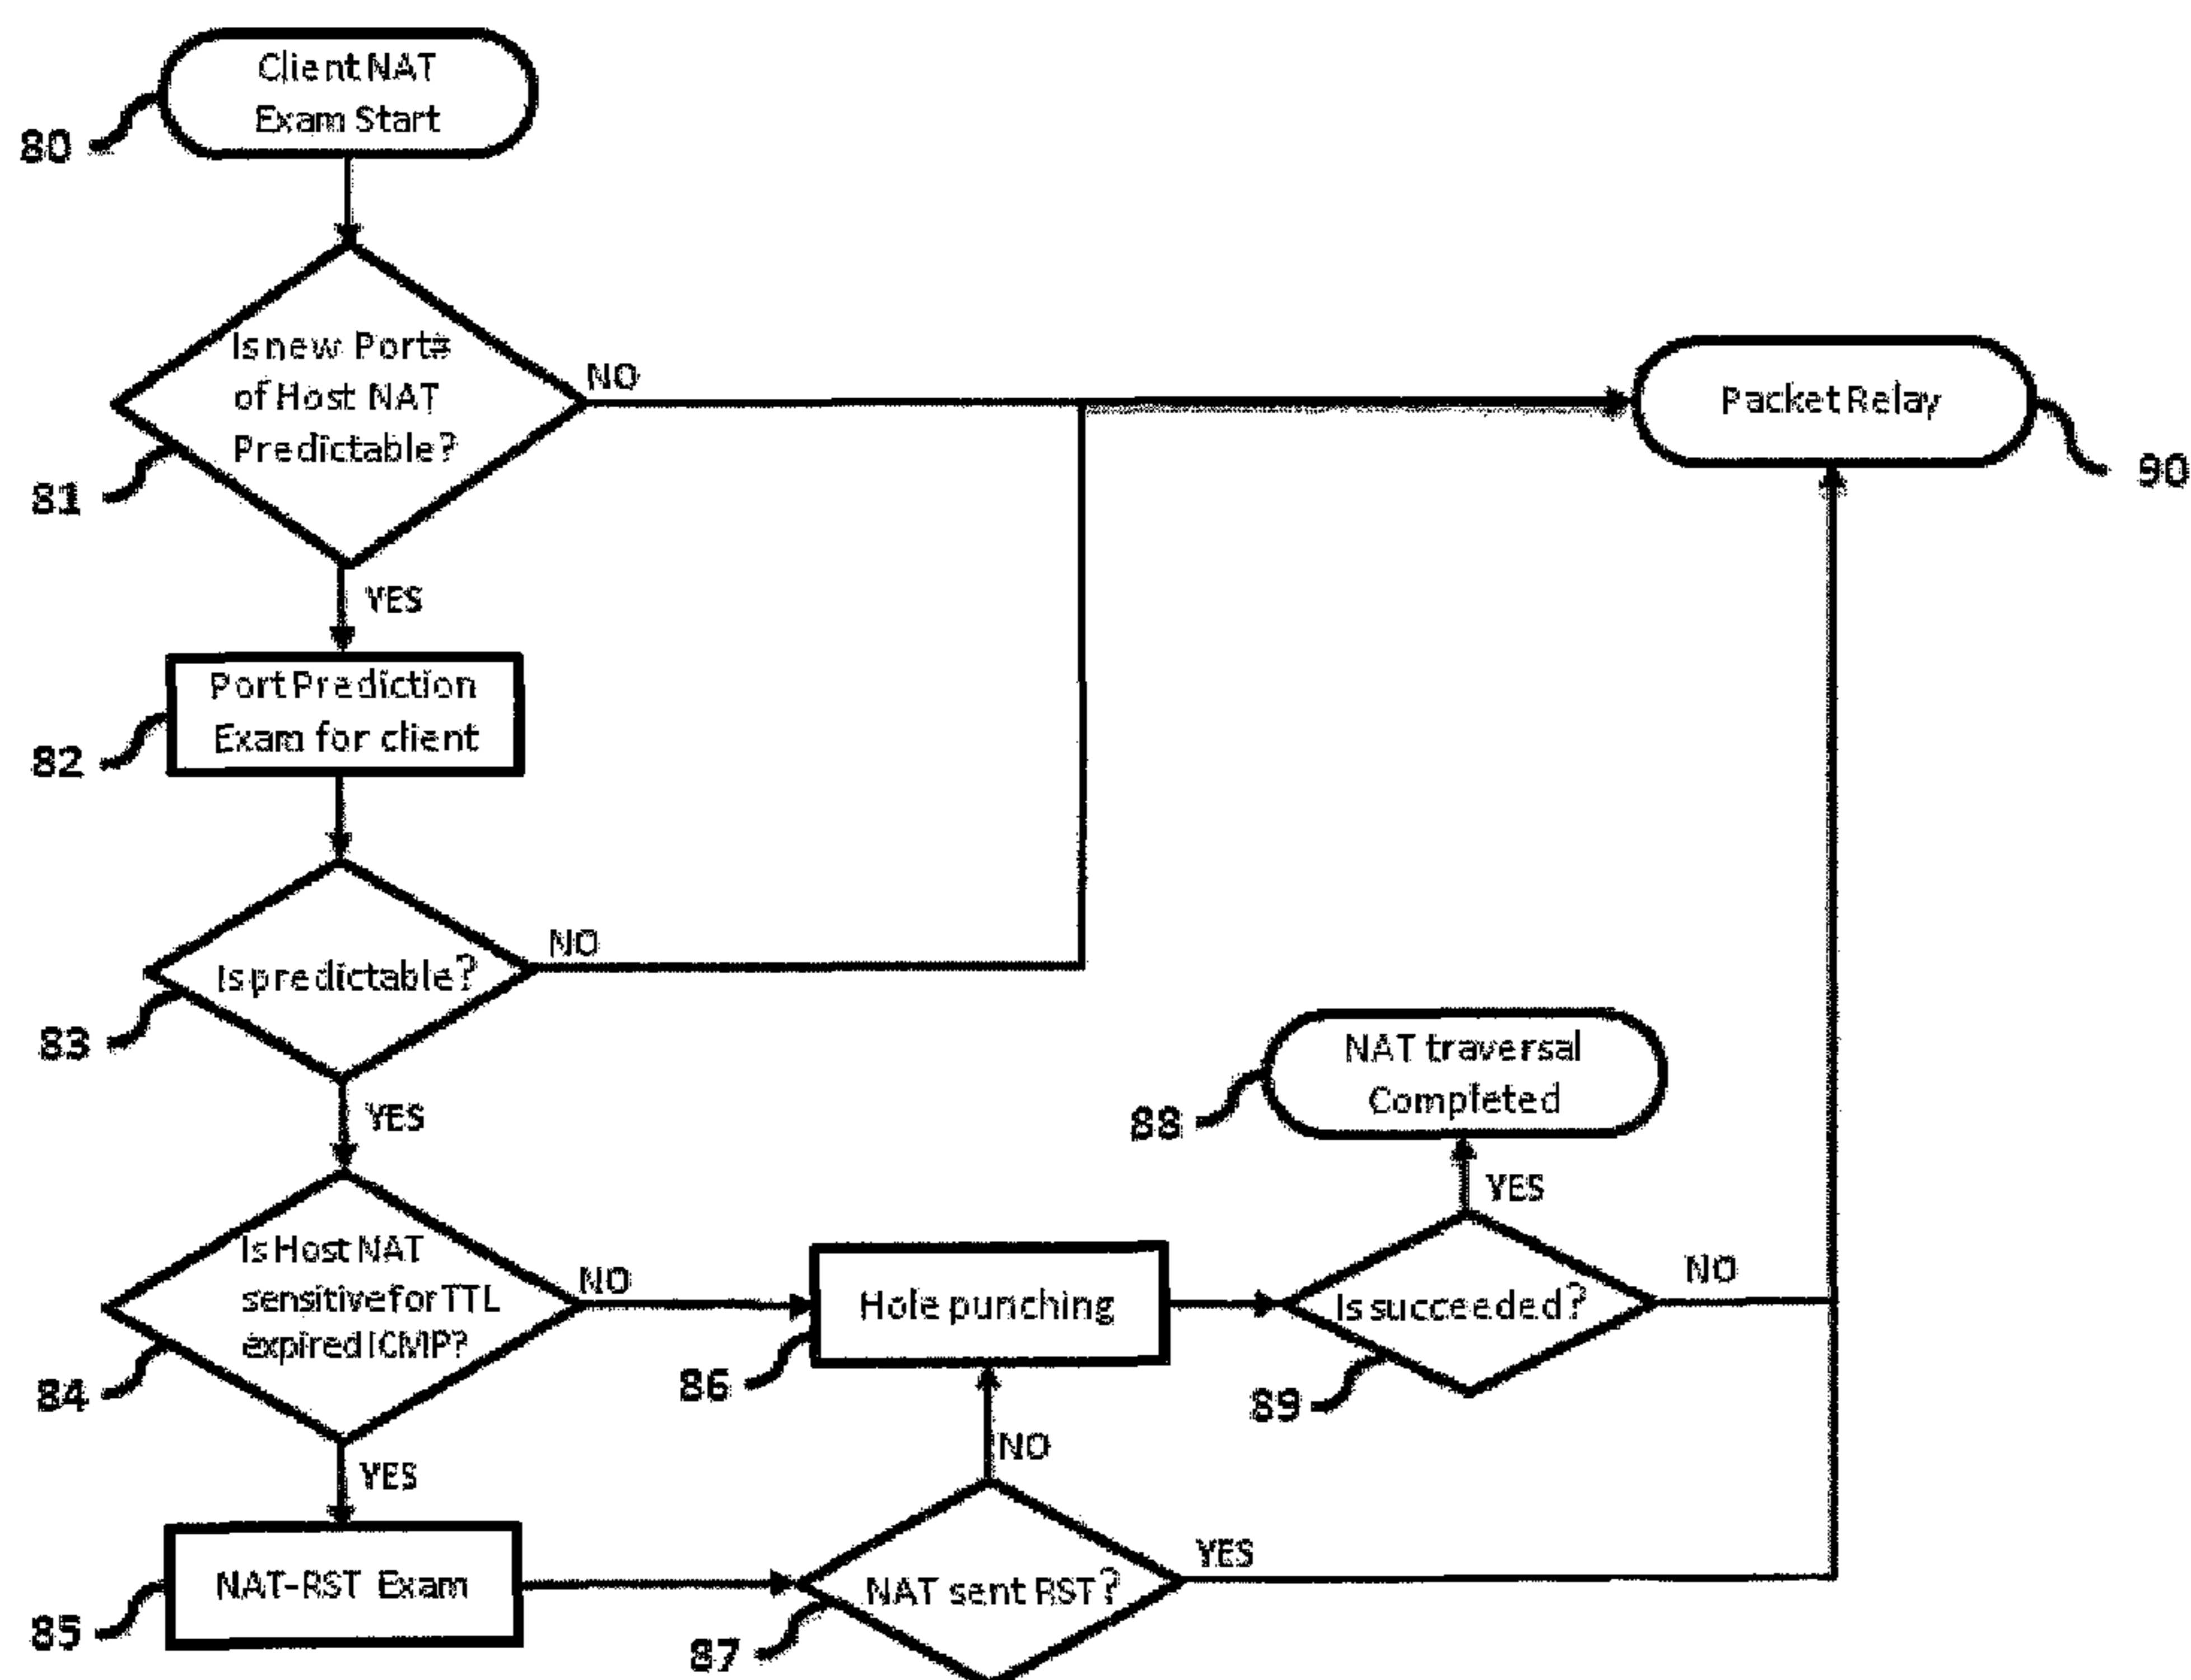 Client NAT
Exam Start
80
Is new Port#
of Host NAT
Predictable?
NO
81
Packet Relay
90
YES
Port Prediction
Exam for client
82
Is predictable?
NO
83
NAT traversal
Completed
88
YES
YES
Is Host NAT
sensitive for TTL
expired ICMP?
NO
84
Hole punching
86
Is succeeded?
NO
89
NO
YES
NAT-RST Exam
85
NAT sent RST?
YES
87